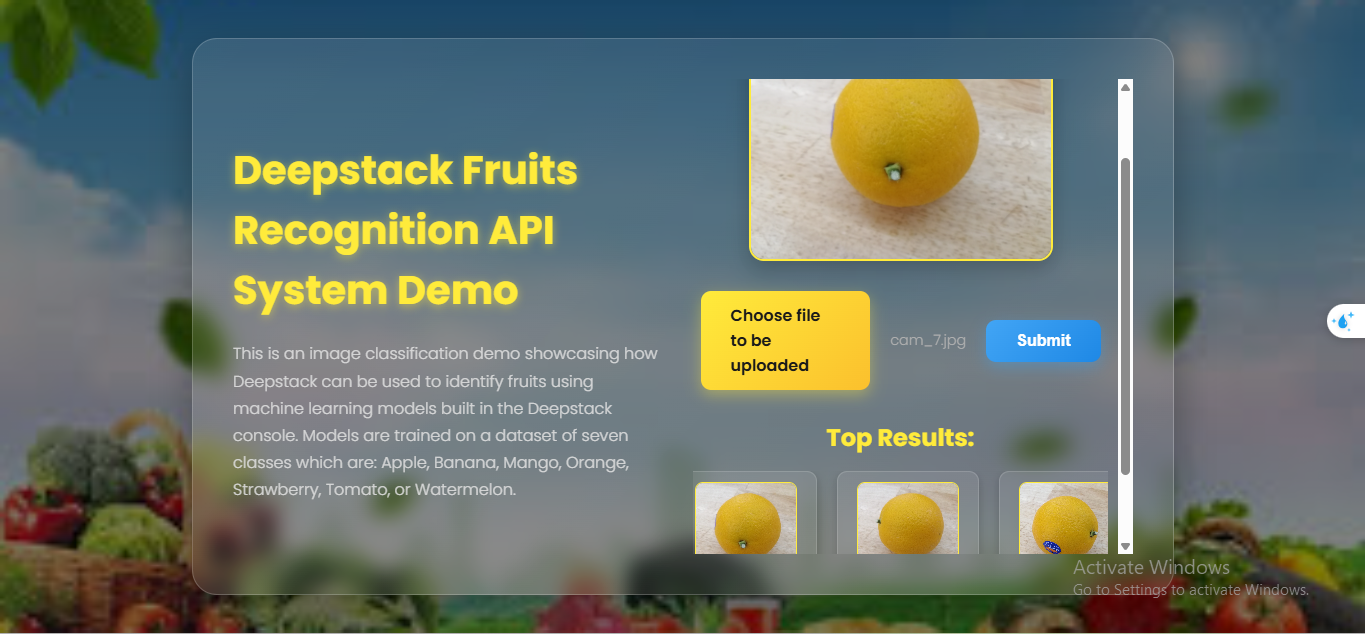 Deepstack Fruits
Recognition API
System Demo
This is an image classification demo showcasing how
Deepstack can be used to identify fruits using
machine learning models built in the Deepstack
console. Models are trained on a dataset of seven
classes which are: Apple, Banana, Mango, Orange,
Strawberry, Tomato, or Watermelon.
Choose file
to be
uploaded
cam_7.jpg
Submit
Top Results:
Activate Windows
Go to Settings to activate Windows.